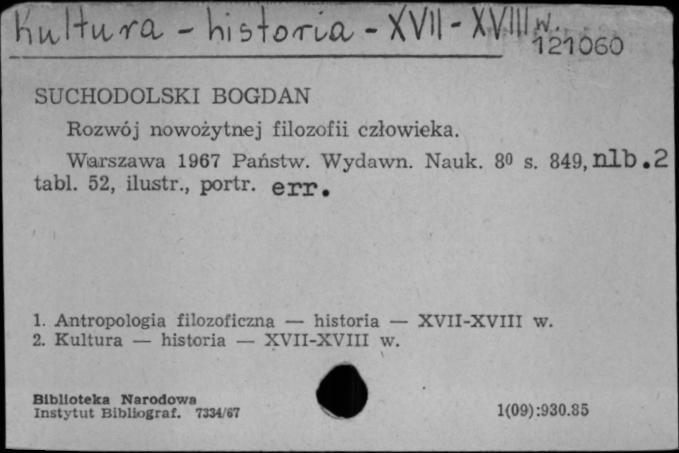 Kultura - historia - XVII - XVIII w.
121060
SUCHODOLSKI BOGDAN
Rozwój nowożytnej filozofii człowieka.
Warszawa 1967 Państw. Wydawn. Nauk. 8⁰ s. 849, nlb.2
tabl. 52, ilustr., portr. err.
1. Antropologia filozoficzna — historia — XVII-XVIII w.
2. Kultura — historia — XVII-XVIII w.
Biblioteka Narodowa
Instytut Bibliograf. 7334/67
1(09):930.85